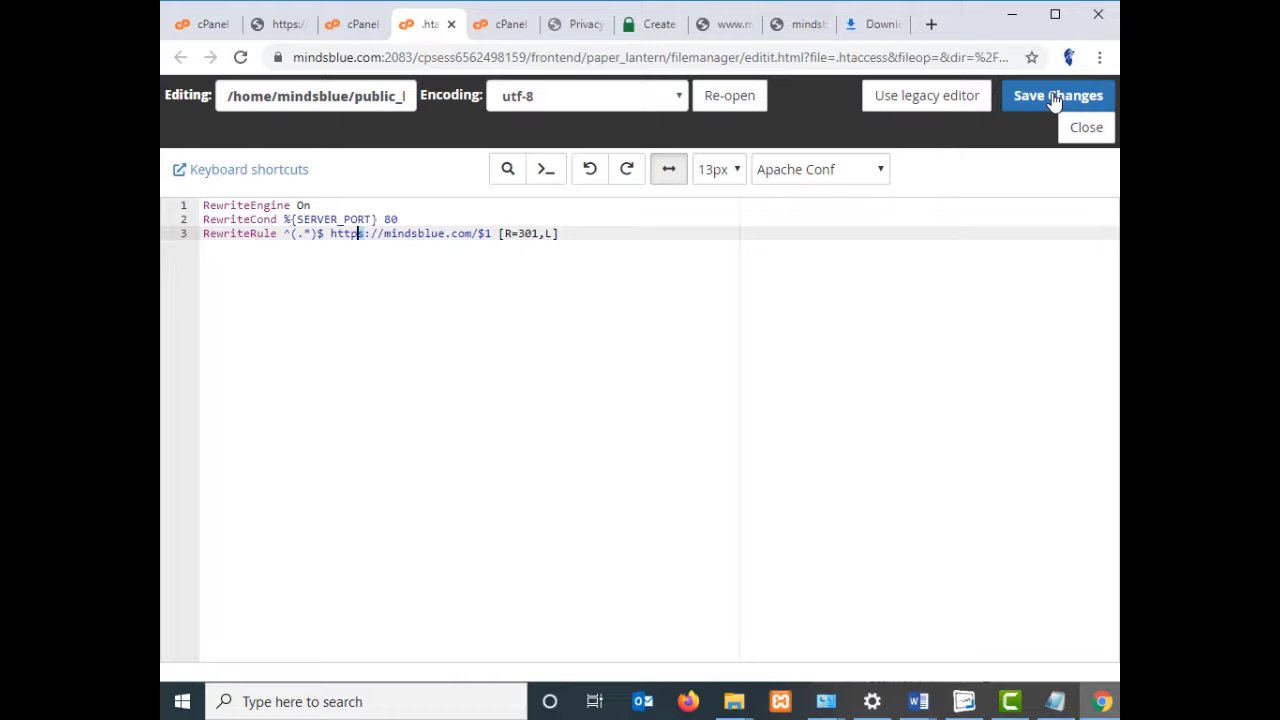 cPanel https:/ cPanel .hta cPanel Privacy Create www.m mindsb Downlo
mindsblue.com:2083/cpsess6562498159/frontend/paper_lantern/filemanager/editit.html?file=.htaccess&fileop=&dir=%2F...
Editing: /home/mindsblue/public_l Encoding: utf-8 Re-open Use legacy editor Save Changes
Close
Keyboard shortcuts 13px Apache Conf
1 RewriteEngine On
2 RewriteCond %{SERVER_PORT} 80
3 RewriteRule ^(.*)$ https://mindsblue.com/$1 [R=301,L]
Type here to search